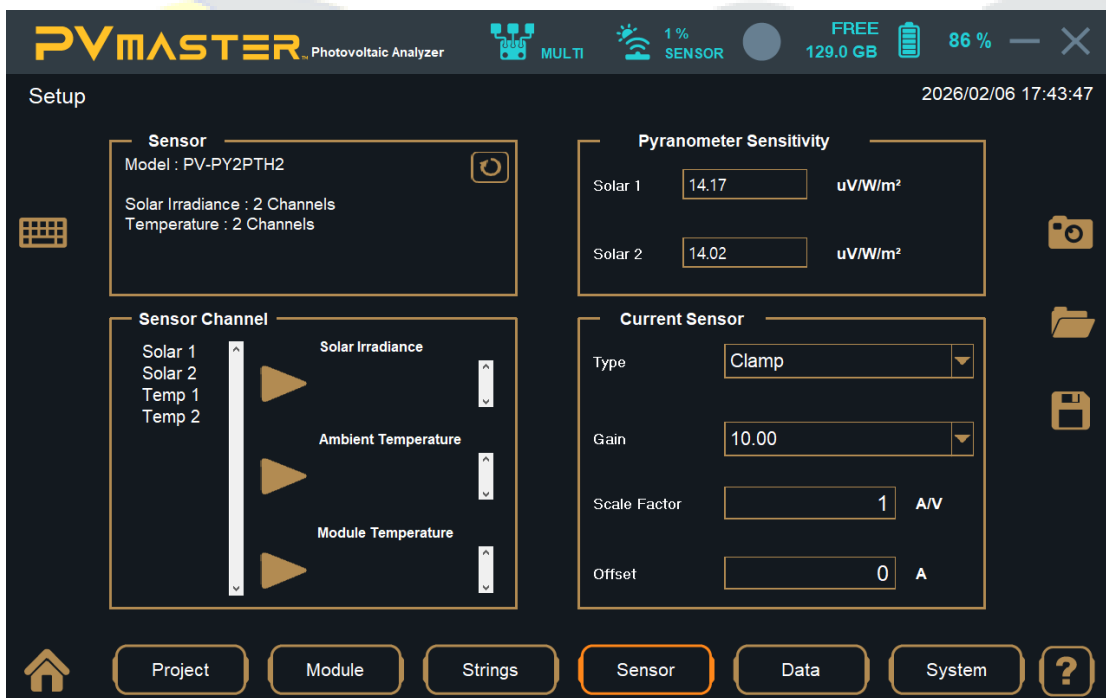 PVMASTER™ Photovoltaic Analyzer
MULTI
1 %
SENSOR
FREE
129.0 GB
86 %
Setup
2026/02/06 17:43:47
Sensor
Model : PV-PY2PTH2
Solar Irradiance : 2 Channels
Temperature : 2 Channels
Pyranometer Sensitivity
Solar 1 14.17 uV/W/m²
Solar 2 14.02 uV/W/m²
Sensor Channel
Solar 1
Solar 2
Temp 1
Temp 2
Solar Irradiance
Ambient Temperature
Module Temperature
Current Sensor
Type Clamp
Gain 10.00
Scale Factor 1 A/V
Offset 0 A
Project Module Strings Sensor Data System ?